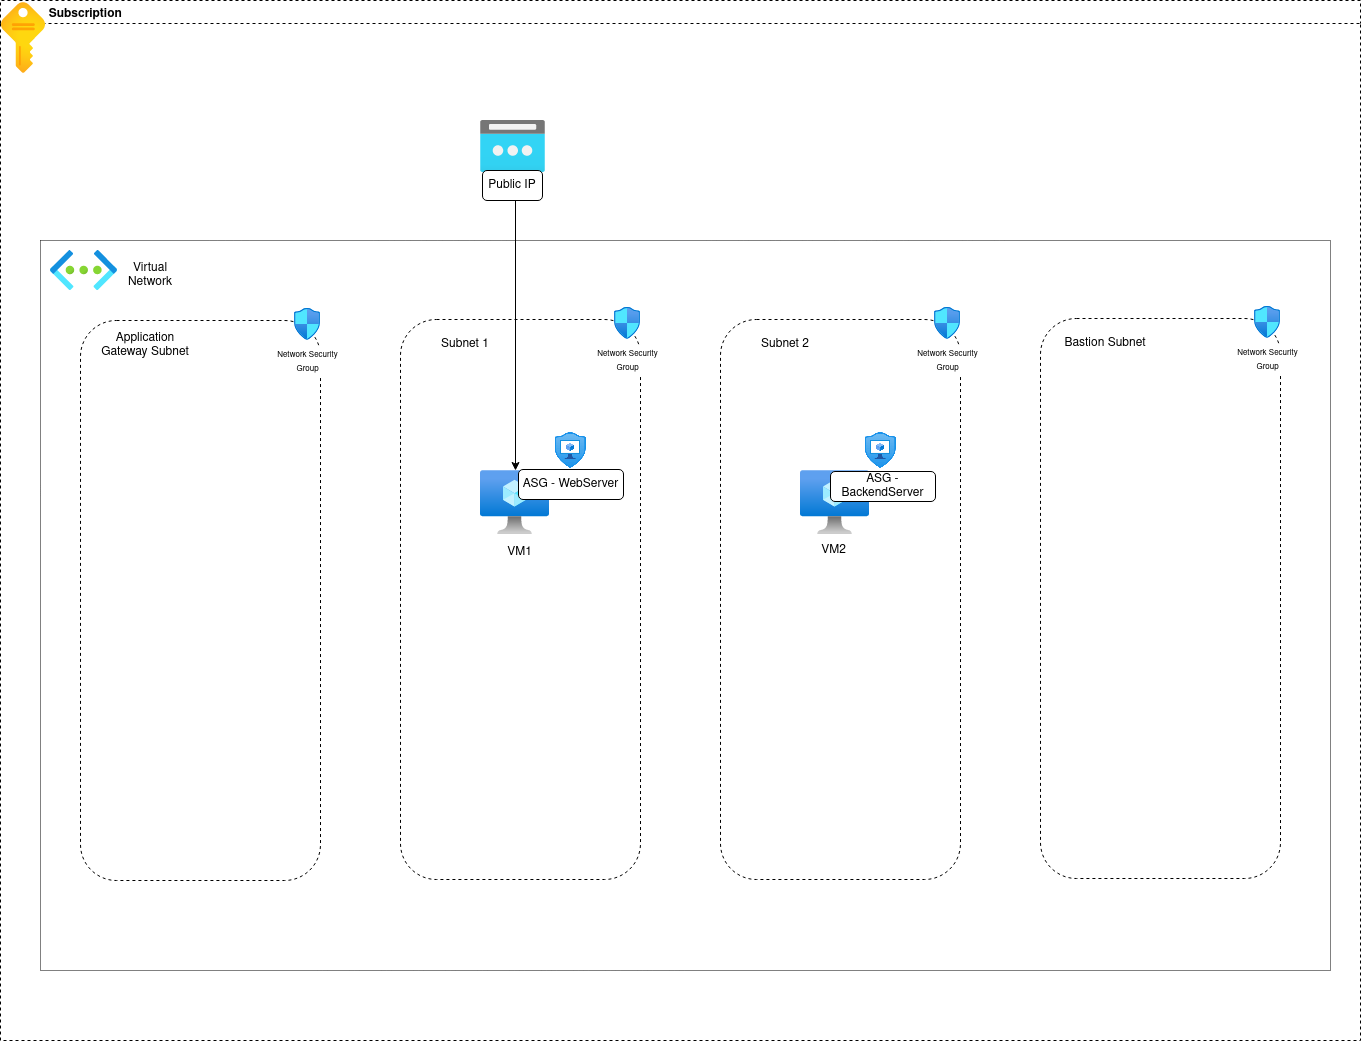 Subscription
Public IP
Virtual
Network
Application
Gateway Subnet
Network Security
Group
Subnet 1
Network Security
Group
Subnet 2
Network Security
Group
Bastion Subnet
Network Security
Group
ASG - WebServer
VM1
ASG -
BackendServer
VM2